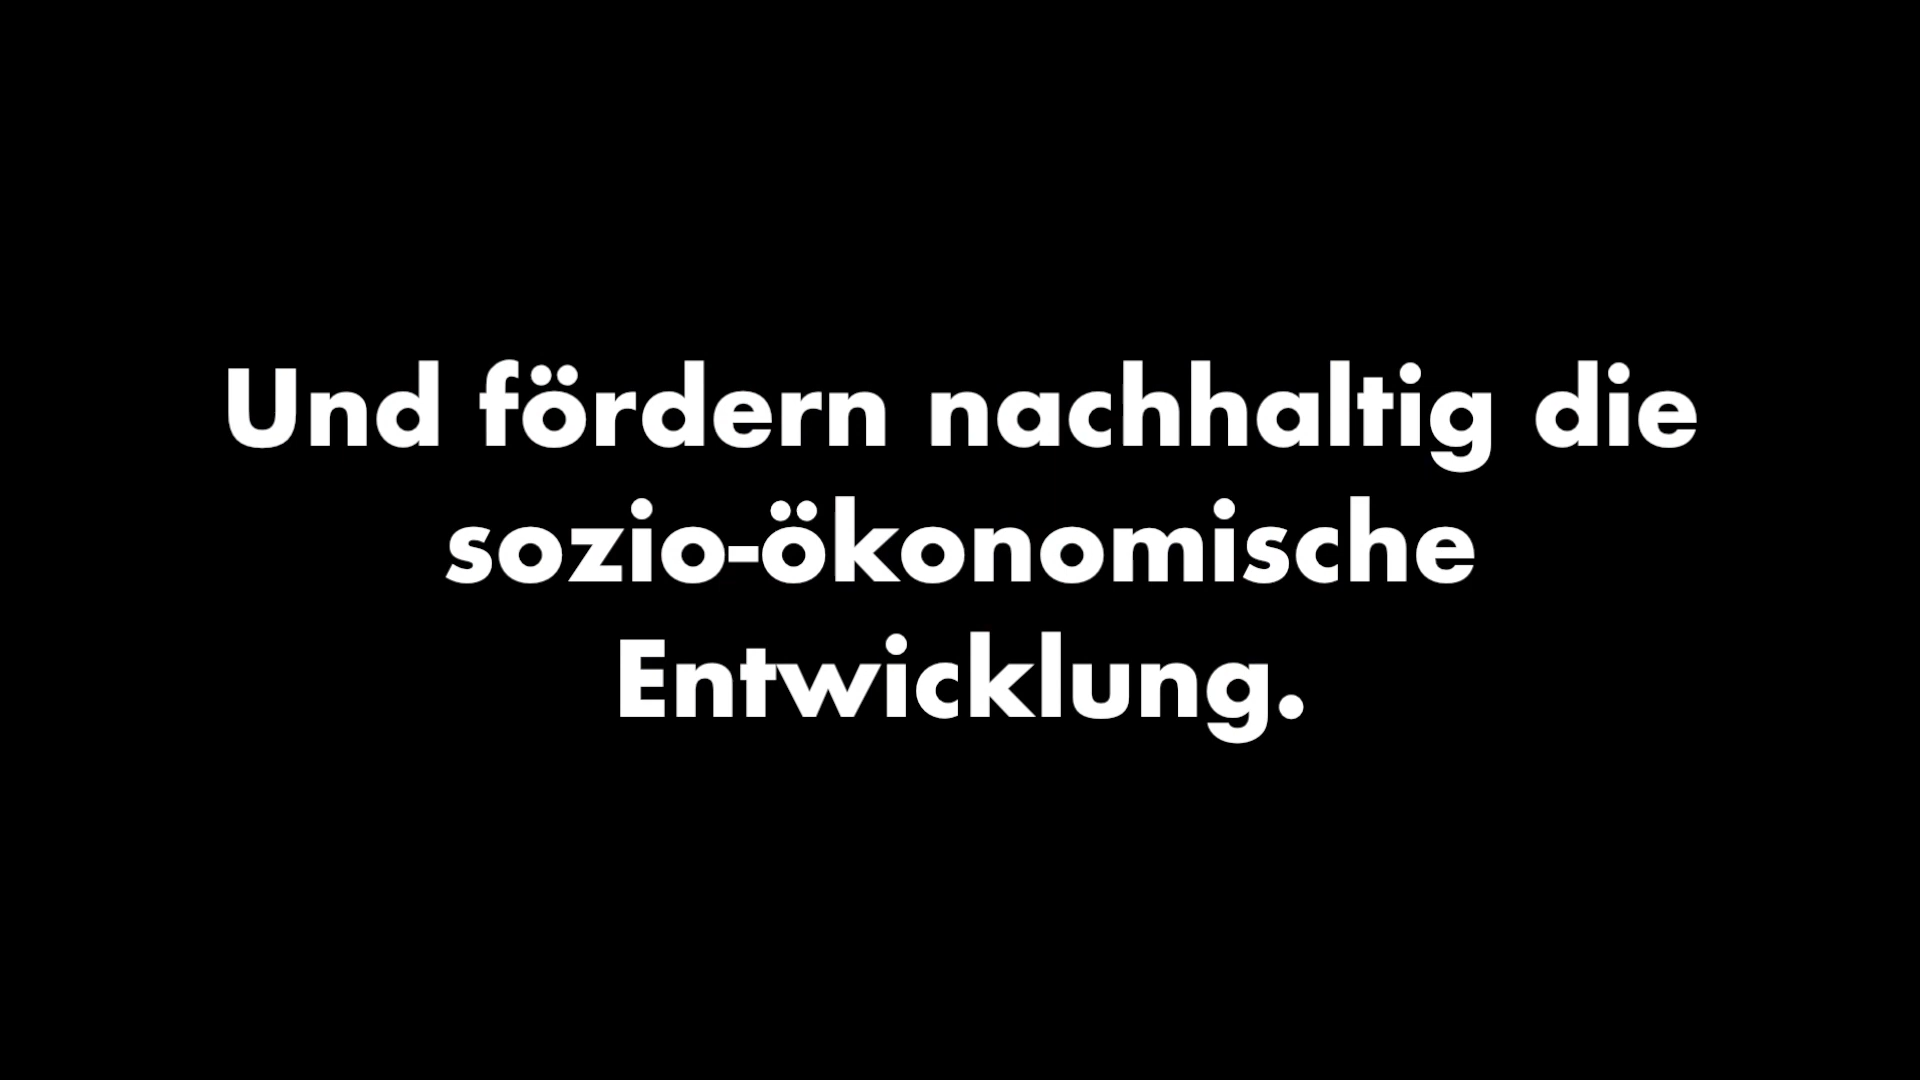 Und fördern nachhaltig die
sozio-ökonomische
Entwicklung.